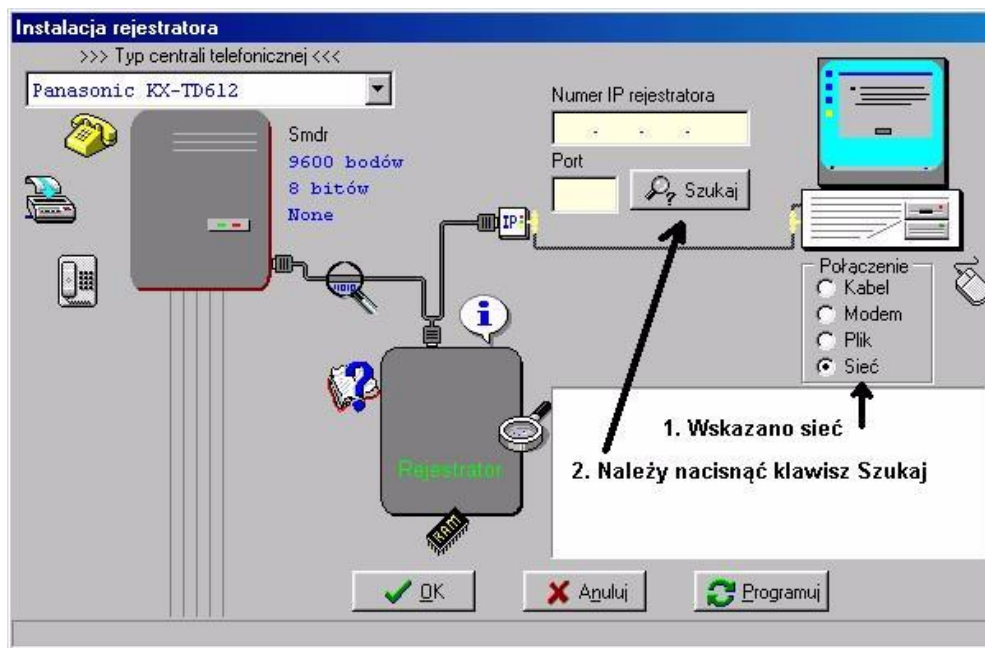 Instalacja rejestratora
>>> Typ centrali telefonicznej <<<
Panasonic KX-TD612
Smdr
9600 bodów
8 bitów
None
Numer IP rejestratora
Port
Szukaj
IP
Połączenie
Kabel
Modem
Plik
Sieć
Rejestrator
RAM
1. Wskazano sieć
2. Należy nacisnąć klawisz Szukaj
OK
Anuluj
Programuj